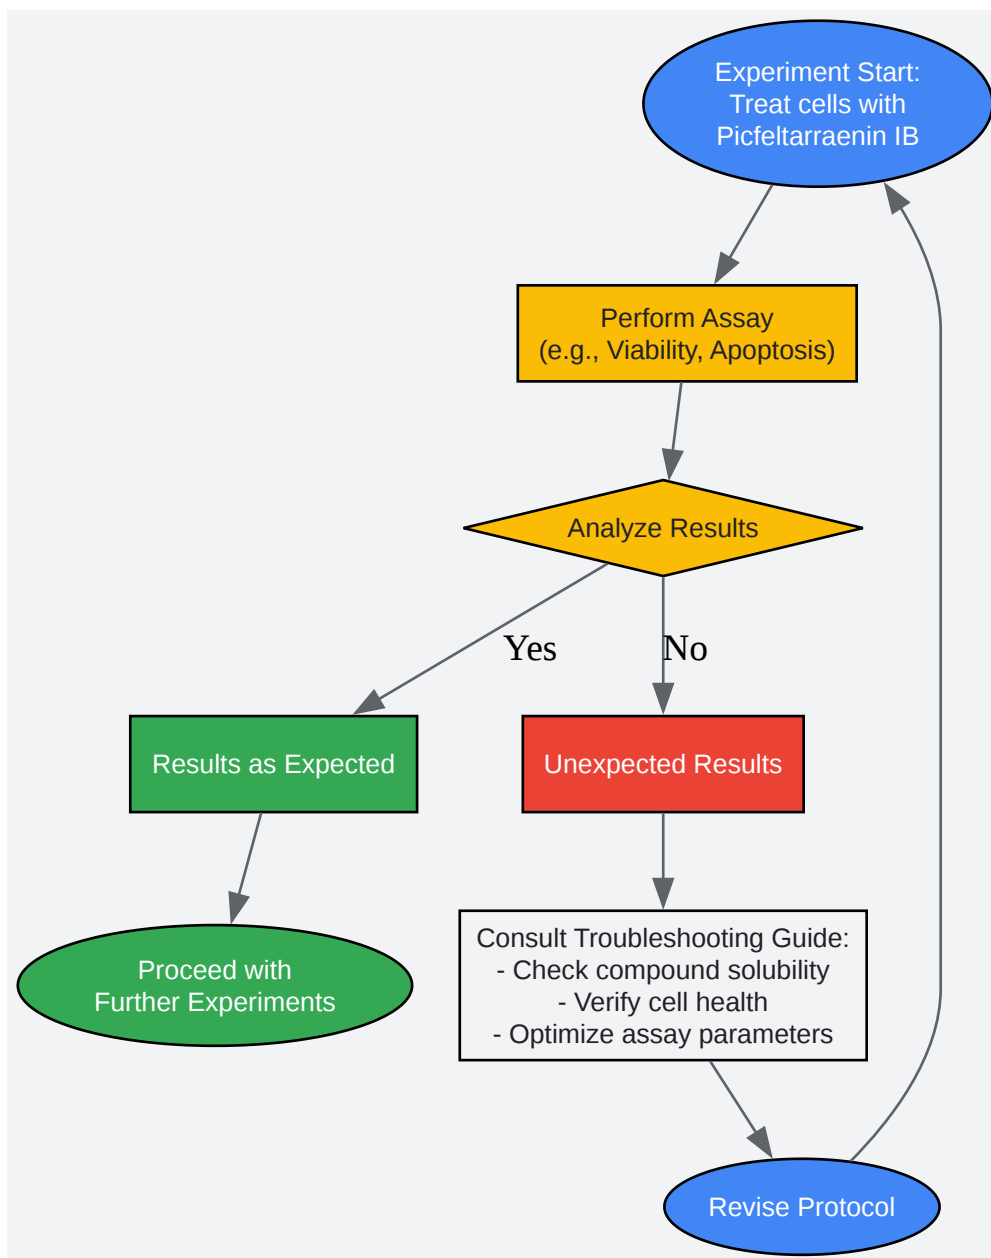 Experiment Start:
Treat cells with
Picfeltarraenin IB
Perform Assay
(e.g., Viability, Apoptosis)
Analyze Results
Yes
No
Results as Expected
Unexpected Results
Proceed with
Further Experiments
Consult Troubleshooting Guide:
- Check compound solubility
- Verify cell health
- Optimize assay parameters
Revise Protocol